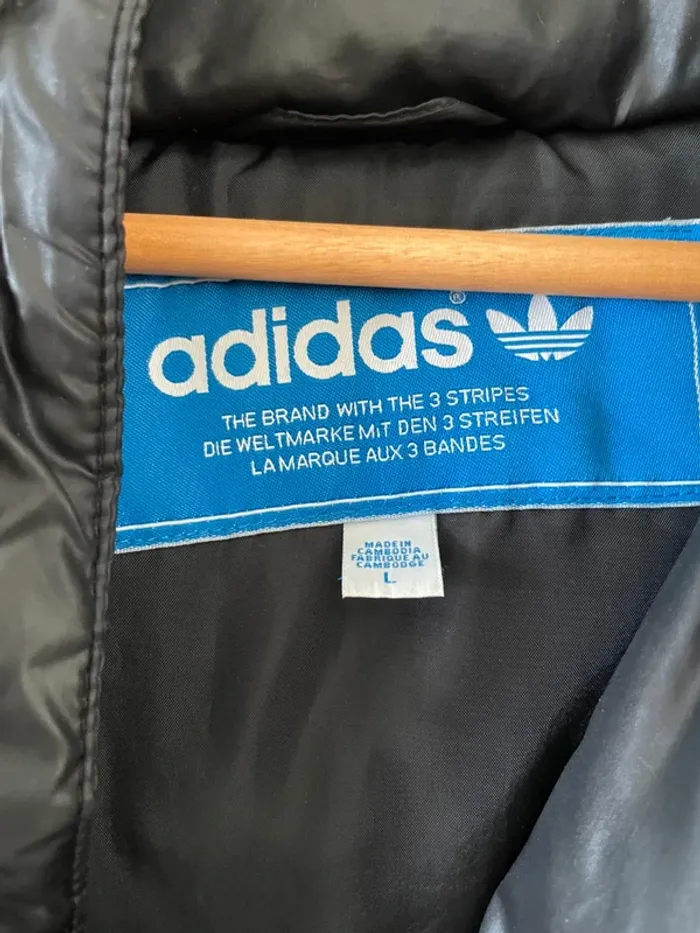 adidas®
THE BRAND WITH THE 3 STRIPES
DIE WELTMARKE MIT DEN 3 STREIFEN
LA MARQUE AUX 3 BANDES
MADE IN
CAMBODIA
FABRIQUE AU
CAMBODGE
L